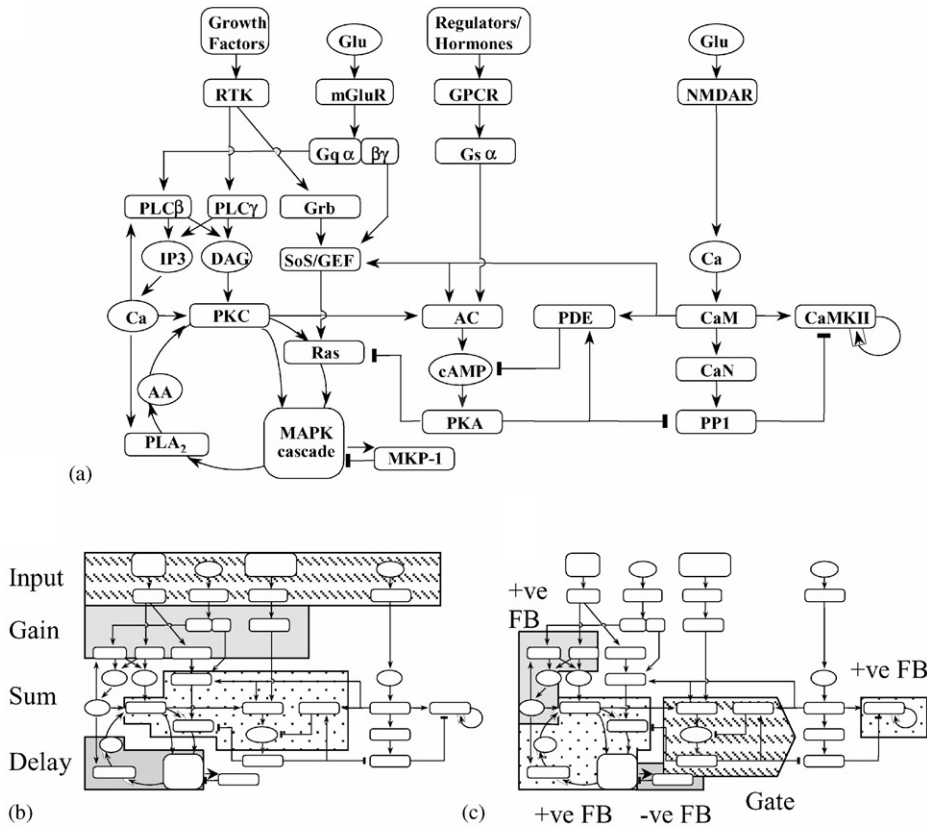 Growth
Factors
Glu
Regulators/
Hormones
Glu
RTK
mGluR
GPCR
NMDAR
Gq α
βγ
Gs α
PLCβ
PLCγ
Grb
IP3
DAG
SoS/GEF
Ca
Ca
PKC
AC
PDE
CaM
CaMKII
Ras
cAMP
CaN
AA
PKA
PP1
PLA₂
MAPK
cascade
MKP-1
(a)
Input
Gain
Sum
Delay
(b)
+ve
FB
+ve FB
+ve FB
-ve FB
Gate
(c)